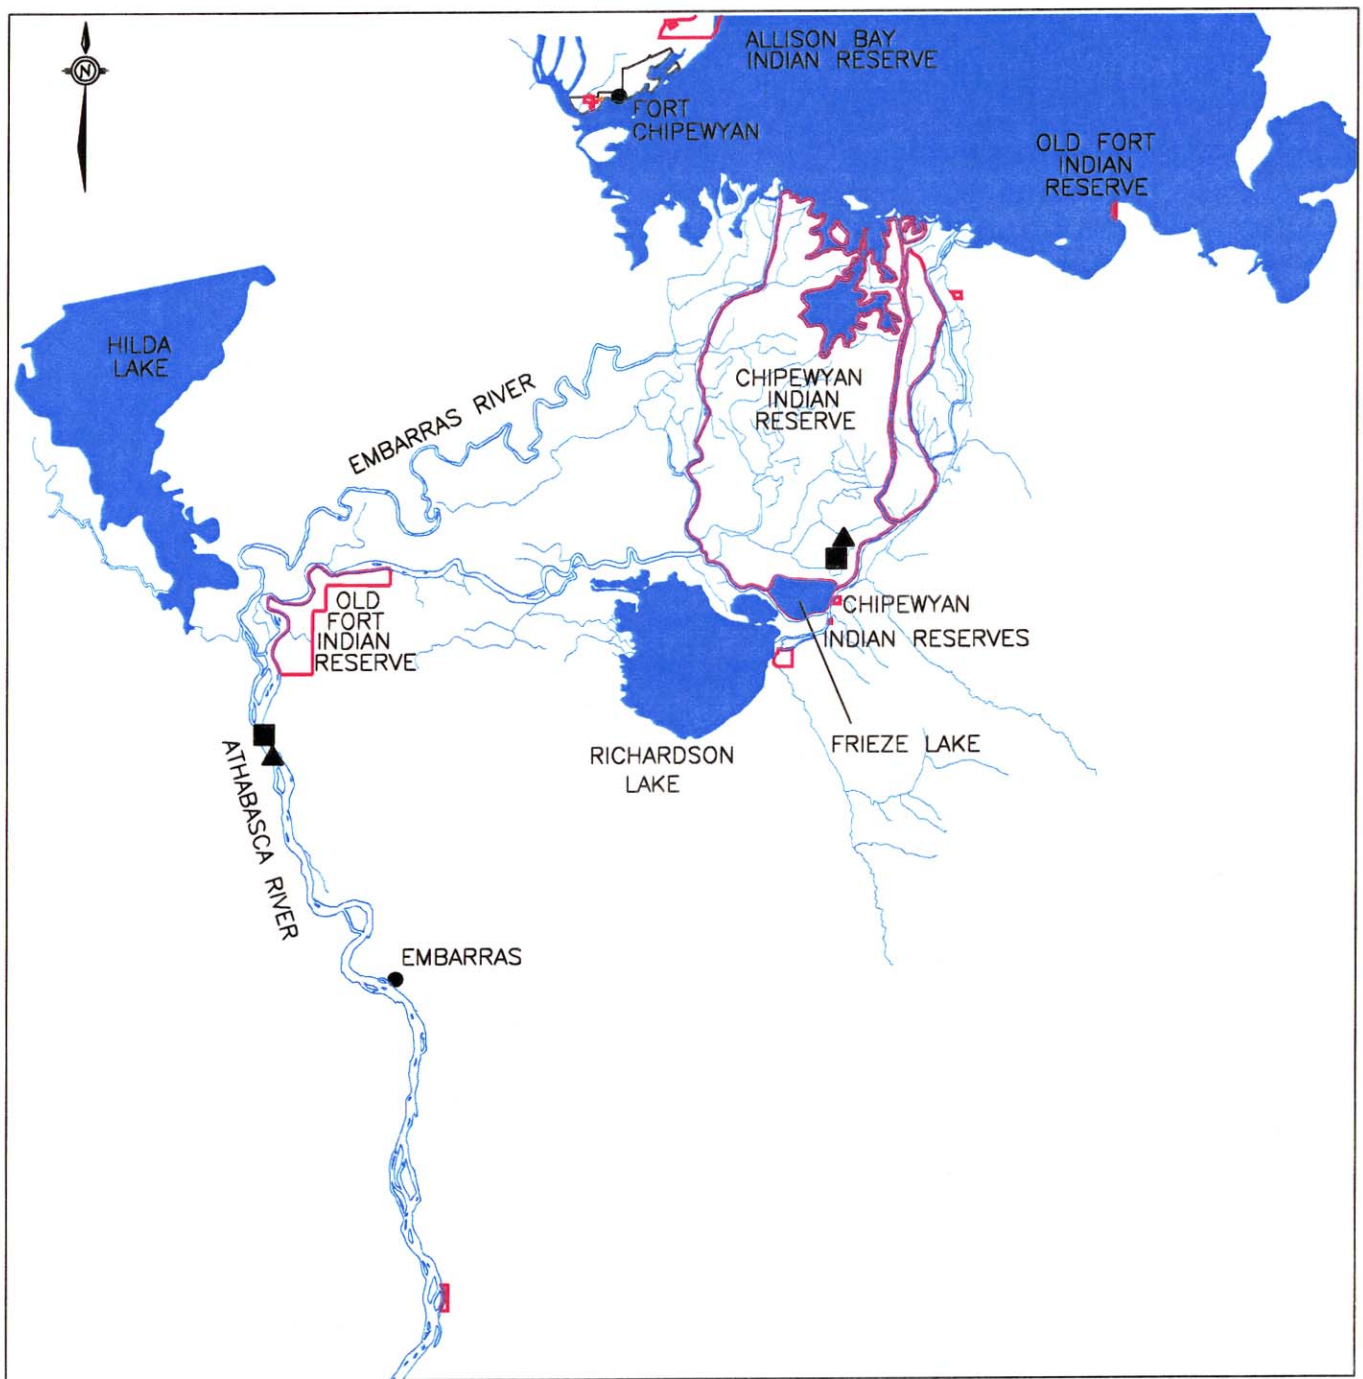 N
ALLISON BAY
INDIAN RESERVE
FORT
CHIPEWYAN
OLD FORT
INDIAN
RESERVE
HILDA
LAKE
EMBARRAS RIVER
CHIPEWYAN
INDIAN
RESERVE
OLD
FORT
INDIAN
RESERVE
CHIPEWYAN
INDIAN RESERVES
RICHARDSON
LAKE
FRIEZE LAKE
ATHABASCA RIVER
EMBARRAS